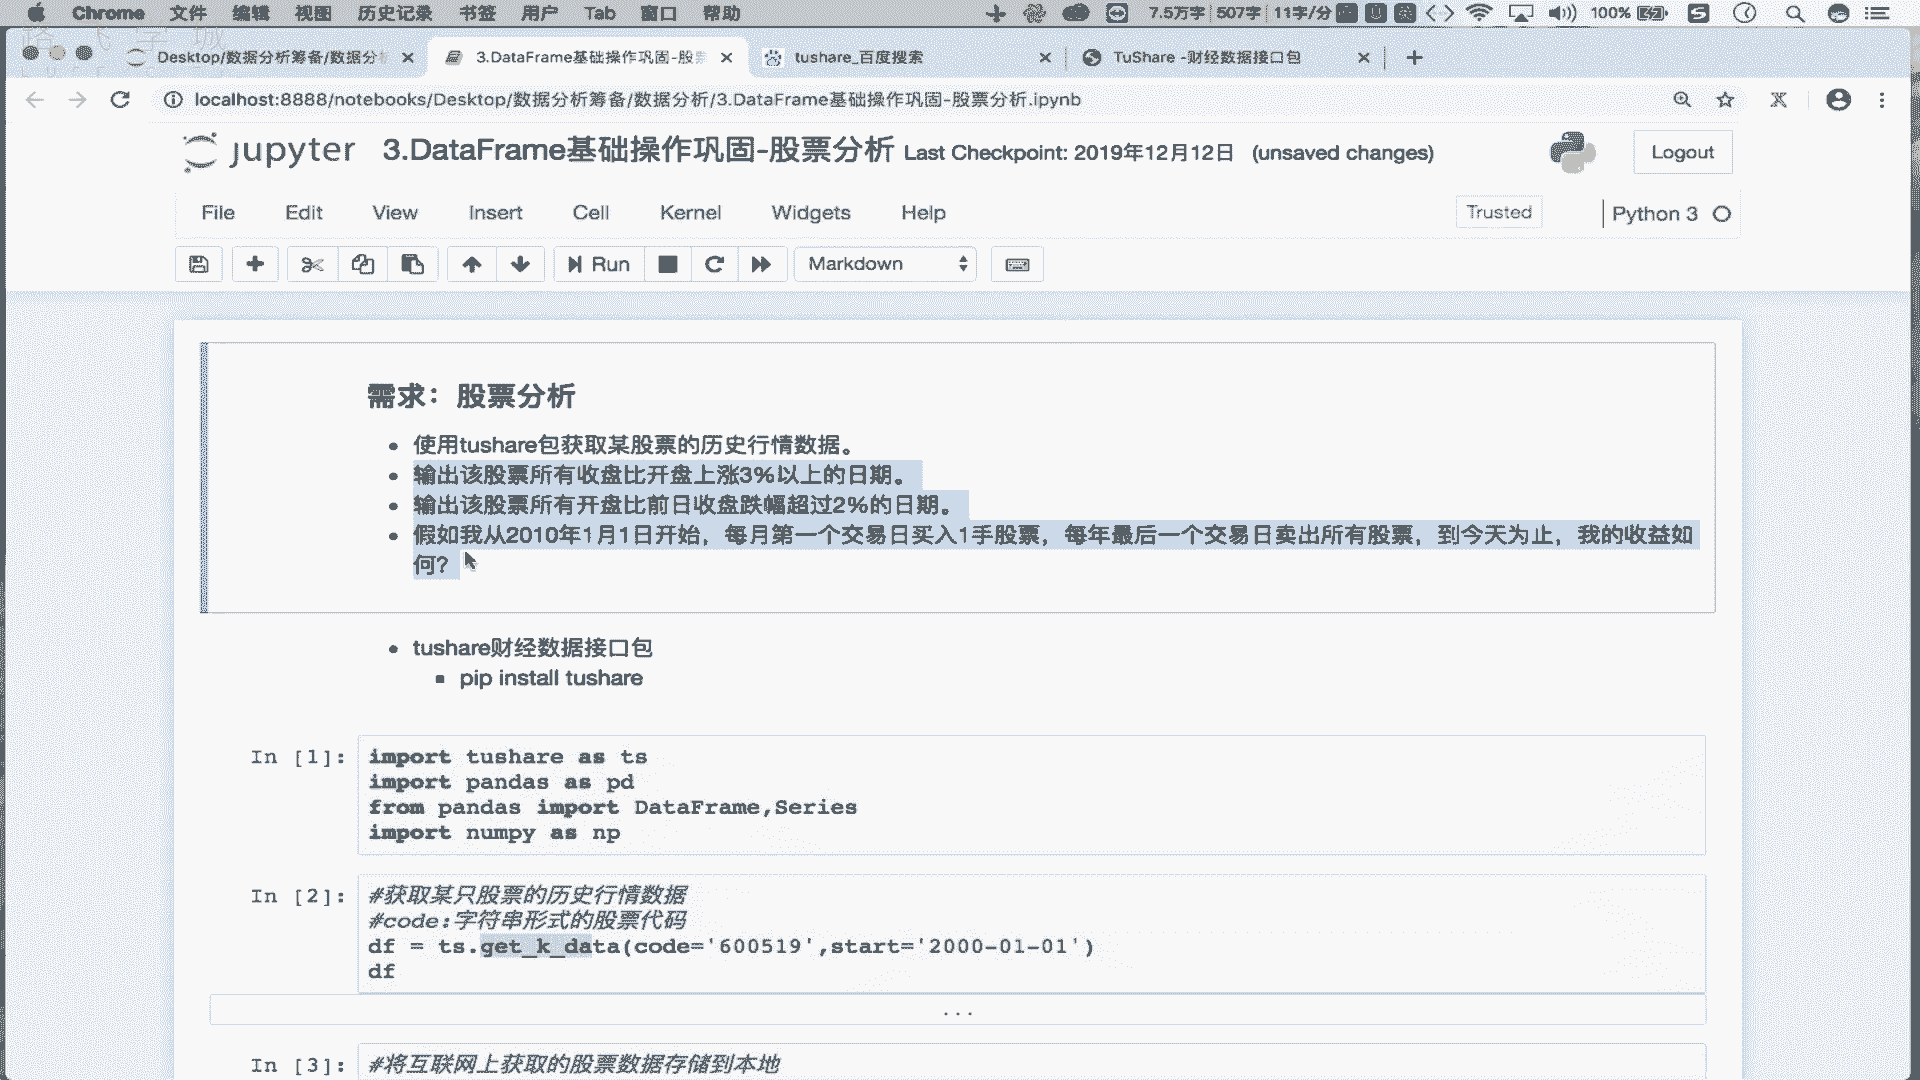 Chrome 文件 编辑 视图 历史记录 书签 用户 Tab 窗口 帮助 7.5万字 507字 11字/分 100%
Desktop/数据分析筹备/数据分析 3.DataFrame基础操作巩固-股票 tushare_百度搜索 TuShare -财经数据接口包
localhost:8888/notebooks/Desktop/数据分析筹备/数据分析/3.DataFrame基础操作巩固-股票分析.ipynb
jupyter 3.DataFrame基础操作巩固-股票分析 Last Checkpoint: 2019年12月12日 (unsaved changes) Logout
File Edit View Insert Cell Kernel Widgets Help Trusted Python 3
Run Markdown
需求：股票分析
使用tushare包获取某股票的历史行情数据。
输出该股票所有收盘比开盘上涨3%以上的日期。
输出该股票所有开盘比前日收盘跌幅超过2%的日期。
假如我从2010年1月1日开始，每月第一个交易日买入1手股票，每年最后一个交易日卖出所有股票，到今天为止，我的收益如
何？
tushare财经数据接口包
pip install tushare
In [1]: import tushare as ts
import pandas as pd
from pandas import DataFrame,Series
import numpy as np
In [2]: #获取某只股票的历史行情数据
#code:字符串形式的股票代码
df = ts.get_k_data(code='600519',start='2000-01-01')
df
...
In [3]: #将互联网上获取的股票数据存储到本地